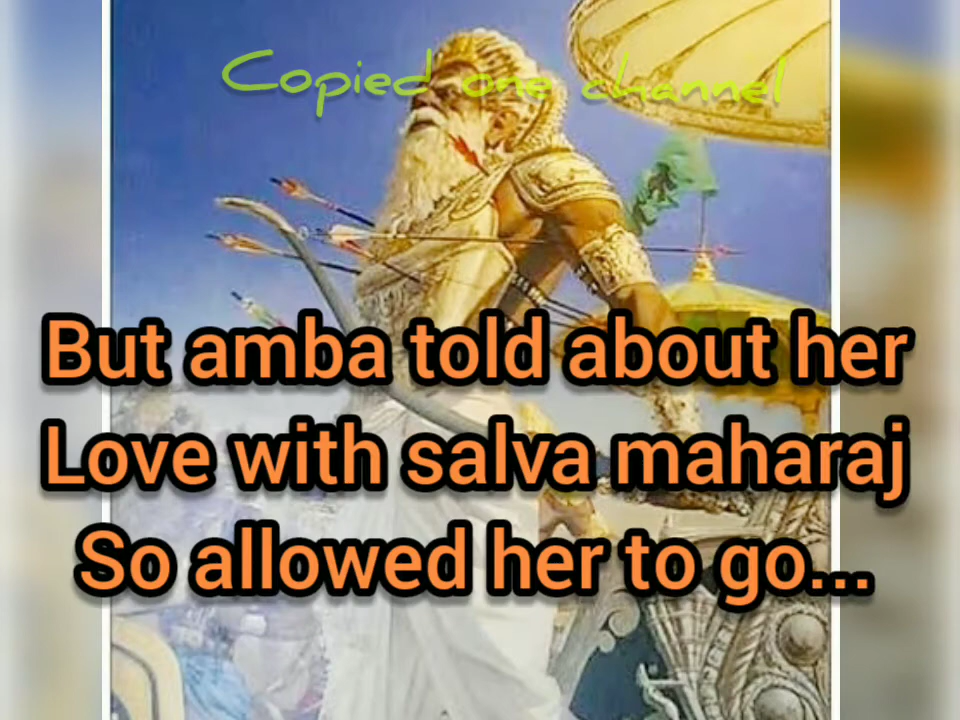 Copied one channel
But amba told about her
Love with salva maharaj
So allowed her to go...